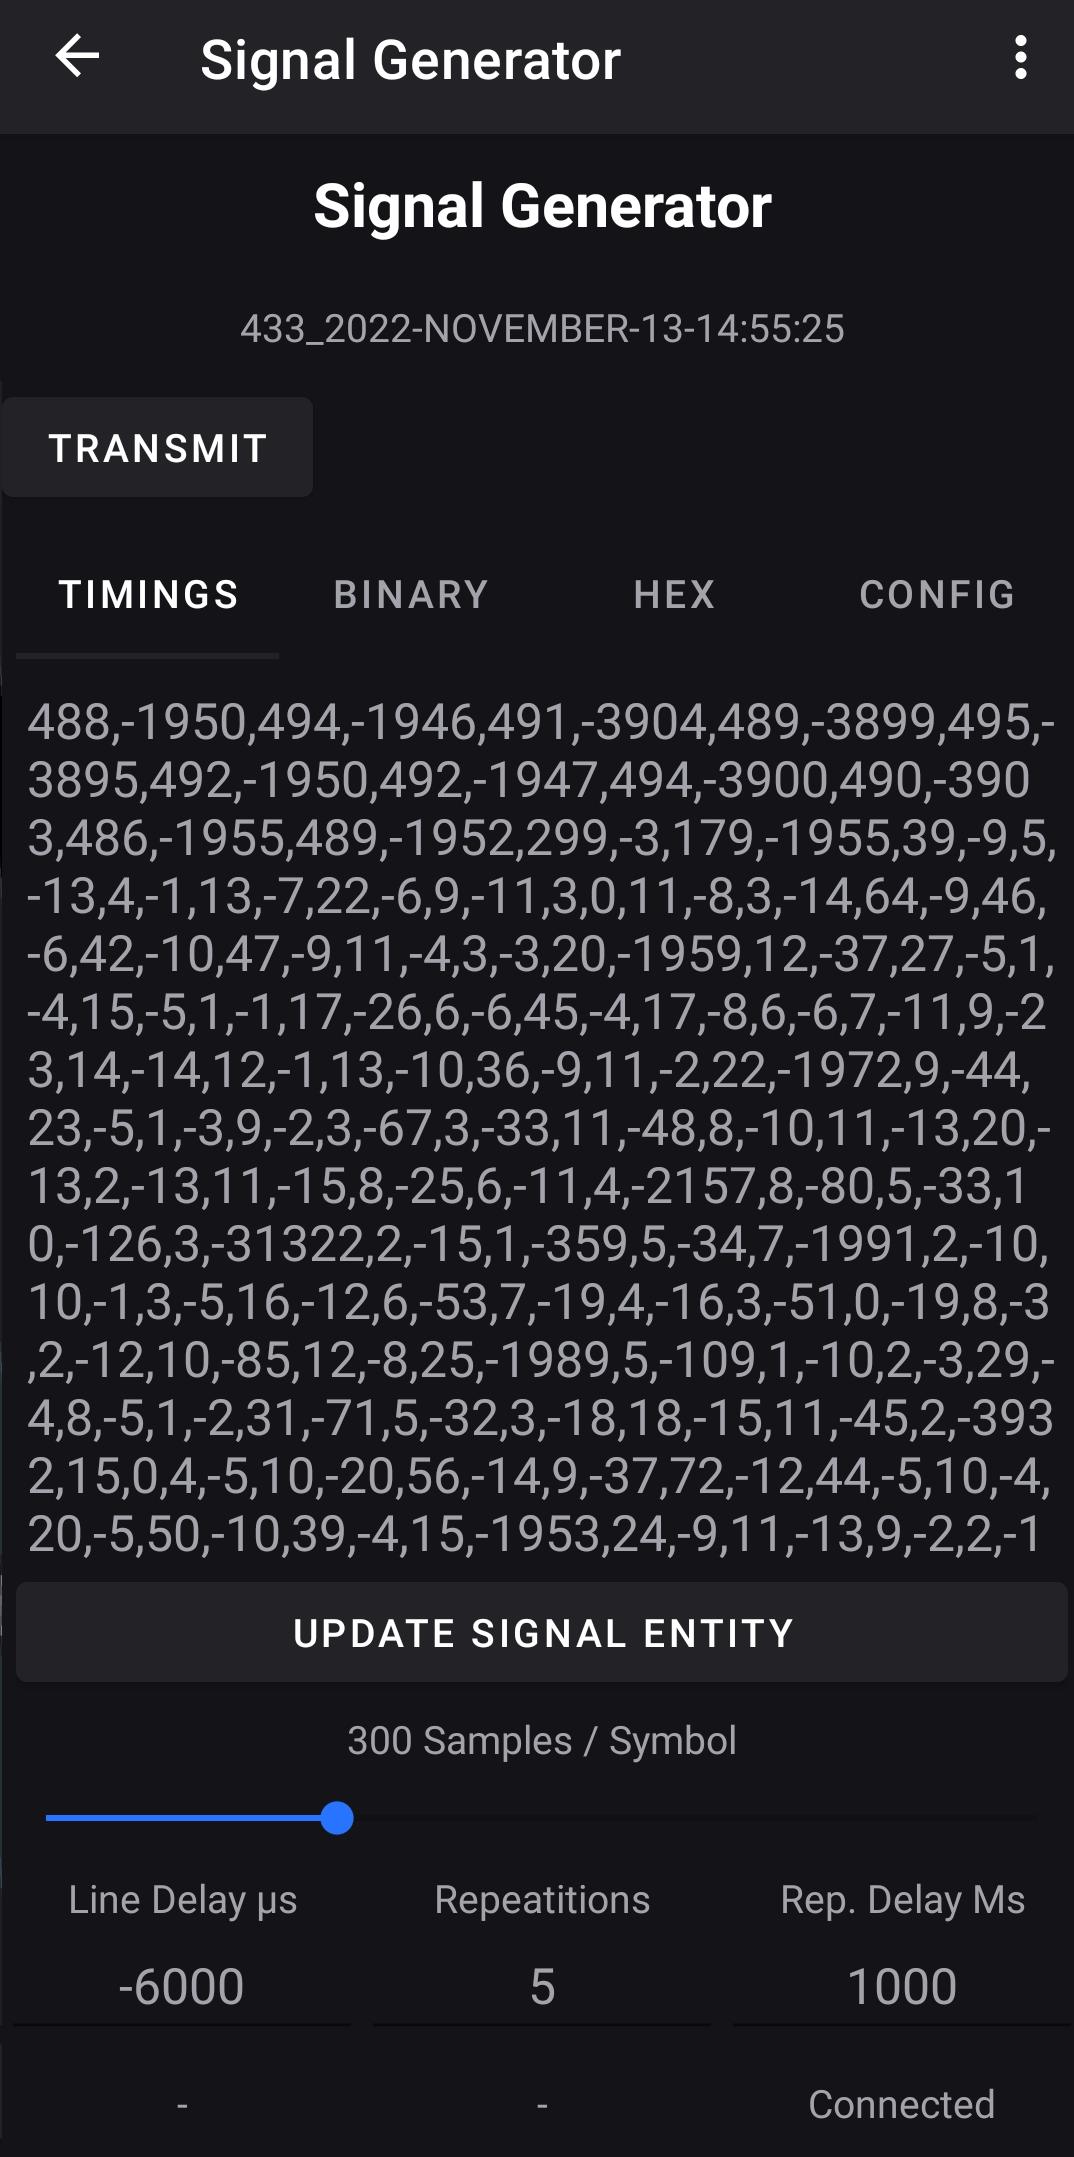 Signal Generator
Signal Generator
433_2022-NOVEMBER-13-14:55:25
TRANSMIT
TIMINGS BINARY HEX CONFIG
488,-1950,494,-1946,491,-3904,489,-3899,495,-
3895,492,-1950,492,-1947,494,-3900,490,-390
3,486,-1955,489,-1952,299,-3,179,-1955,39,-9,5,
-13,4,-1,13,-7,22,-6,9,-11,3,0,11,-8,3,-14,64,-9,46,
-6,42,-10,47,-9,11,-4,3,-3,20,-1959,12,-37,27,-5,1,
-4,15,-5,1,-1,17,-26,6,-6,45,-4,17,-8,6,-6,7,-11,9,-2
3,14,-14,12,-1,13,-10,36,-9,11,-2,22,-1972,9,-44,
23,-5,1,-3,9,-2,3,-67,3,-33,11,-48,8,-10,11,-13,20,-
13,2,-13,11,-15,8,-25,6,-11,4,-2157,8,-80,5,-33,1
0,-126,3,-31322,2,-15,1,-359,5,-34,7,-1991,2,-10,
10,-1,3,-5,16,-12,6,-53,7,-19,4,-16,3,-51,0,-19,8,-3
,2,-12,10,-85,12,-8,25,-1989,5,-109,1,-10,2,-3,29,-
4,8,-5,1,-2,31,-71,5,-32,3,-18,18,-15,11,-45,2,-393
2,15,0,4,-5,10,-20,56,-14,9,-37,72,-12,44,-5,10,-4,
20,-5,50,-10,39,-4,15,-1953,24,-9,11,-13,9,-2,2,-1
UPDATE SIGNAL ENTITY
300 Samples / Symbol
Line Delay µs Repeatitions Rep. Delay Ms
-6000 5 1000
- - Connected